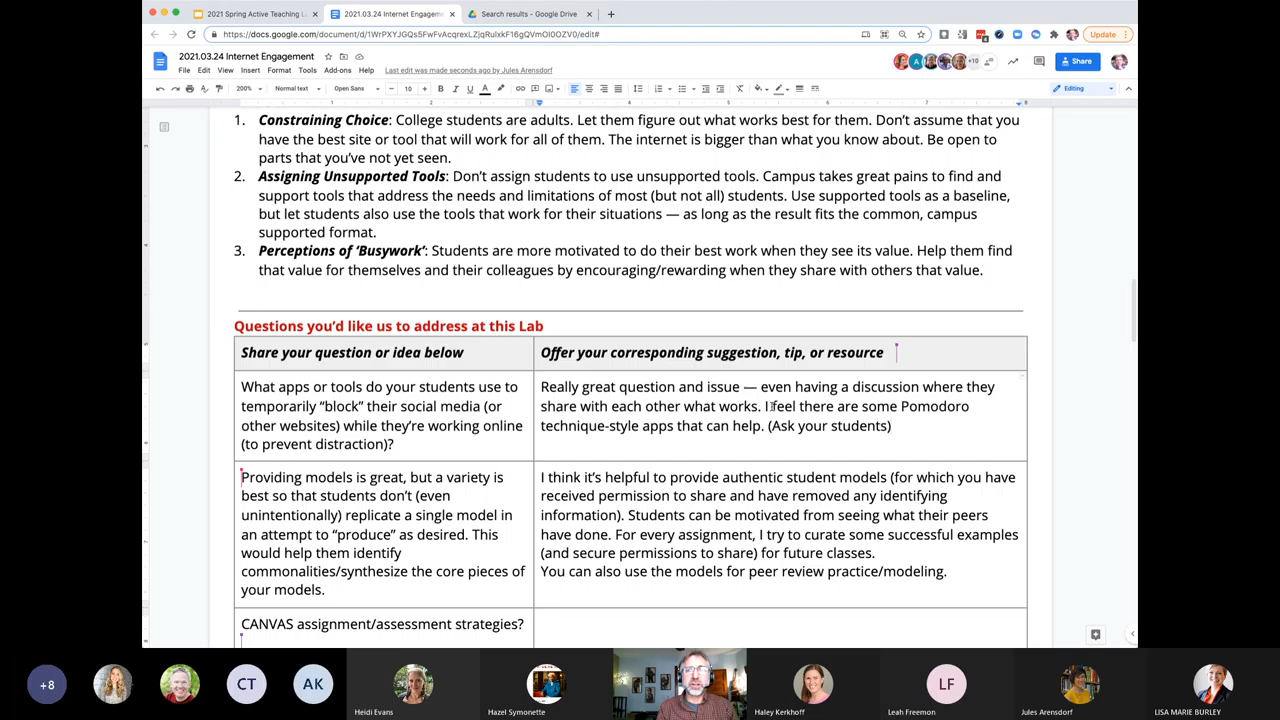 2021 Spring Active Teaching L
2021.03.24 Internet Engagem
Search results - Google Drive
2021.03.24 Internet Engagement
File Edit View Insert Format Tools Add-ons Help Last edit was made seconds ago by Jules Arensdorf
+10
Share
Update
200% Normal text Open Sans 10 Editing
1. Constraining Choice: College students are adults. Let them figure out what works best for them. Don’t assume that you
have the best site or tool that will work for all of them. The internet is bigger than what you know about. Be open to
parts that you’ve not yet seen.
2. Assigning Unsupported Tools: Don’t assign students to use unsupported tools. Campus takes great pains to find and
support tools that address the needs and limitations of most (but not all) students. Use supported tools as a baseline,
but let students also use the tools that work for their situations — as long as the result fits the common, campus
supported format.
3. Perceptions of ‘Busywork’: Students are more motivated to do their best work when they see its value. Help them find
that value for themselves and their colleagues by encouraging/rewarding when they share with others that value.
Questions you’d like us to address at this Lab
Share your question or idea below
Offer your corresponding suggestion, tip, or resource
What apps or tools do your students use to
temporarily “block” their social media (or
other websites) while they’re working online
(to prevent distraction)?
Really great question and issue — even having a discussion where they
share with each other what works. I feel there are some Pomodoro
technique-style apps that can help. (Ask your students)
Providing models is great, but a variety is
best so that students don’t (even
unintentionally) replicate a single model in
an attempt to “produce” as desired. This
would help them identify
commonalities/synthesize the core pieces of
your models.
I think it’s helpful to provide authentic student models (for which you have
received permission to share and have removed any identifying
information). Students can be motivated from seeing what their peers
have done. For every assignment, I try to curate some successful examples
(and secure permissions to share) for future classes.
You can also use the models for peer review practice/modeling.
CANVAS assignment/assessment strategies?
+8
CT
AK
Heidi Evans
Hazel Symonette
Haley Kerkhoff
LF
Leah Freemon
Jules Arensdorf
LISA MARIE BURLEY